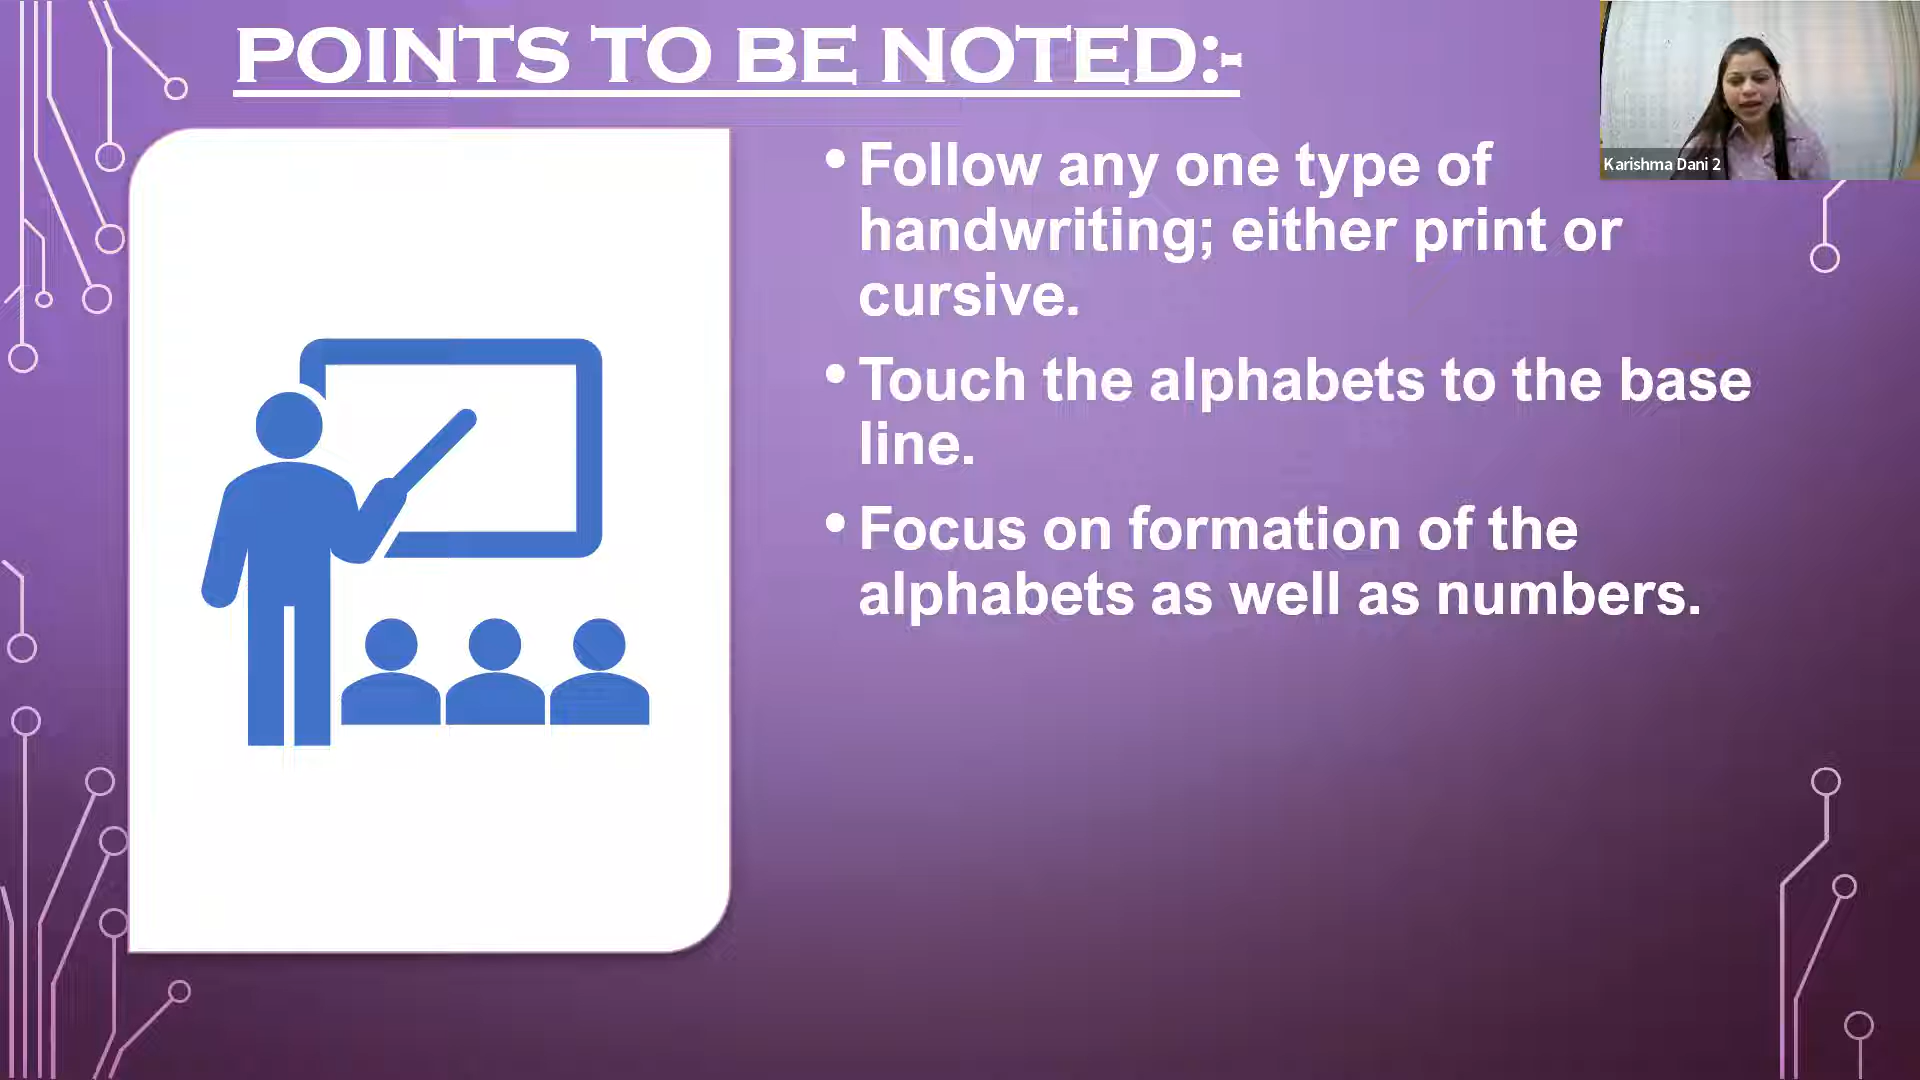 POINTS TO BE NOTED:-
Karishma Dani 2
• Follow any one type of
handwriting; either print or
cursive.
• Touch the alphabets to the base
line.
• Focus on formation of the
alphabets as well as numbers.